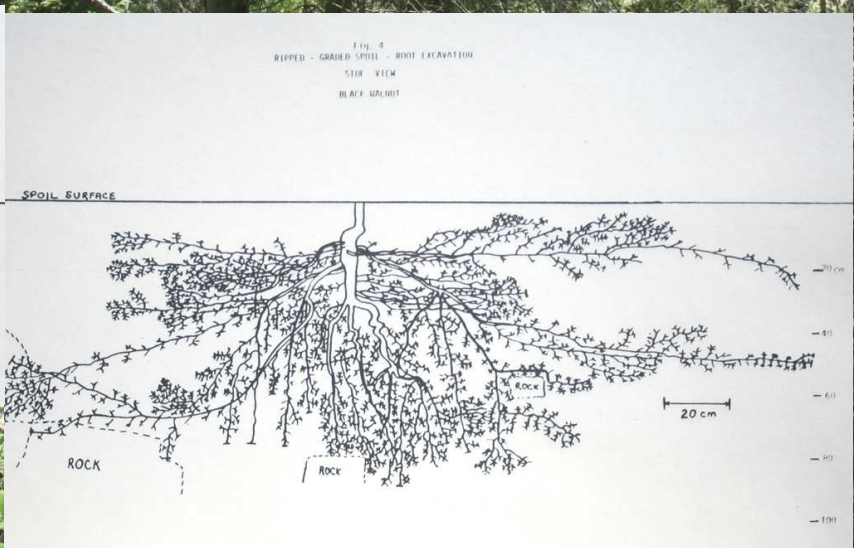 Fig. 4
RIPPED - GRADED SPOIL - ROOT EXCAVATION
SIDE VIEW
BLACK WALNUT
SPOIL SURFACE
20 cm
40
60
ROCK
20 cm
ROCK
ROCK
80
100